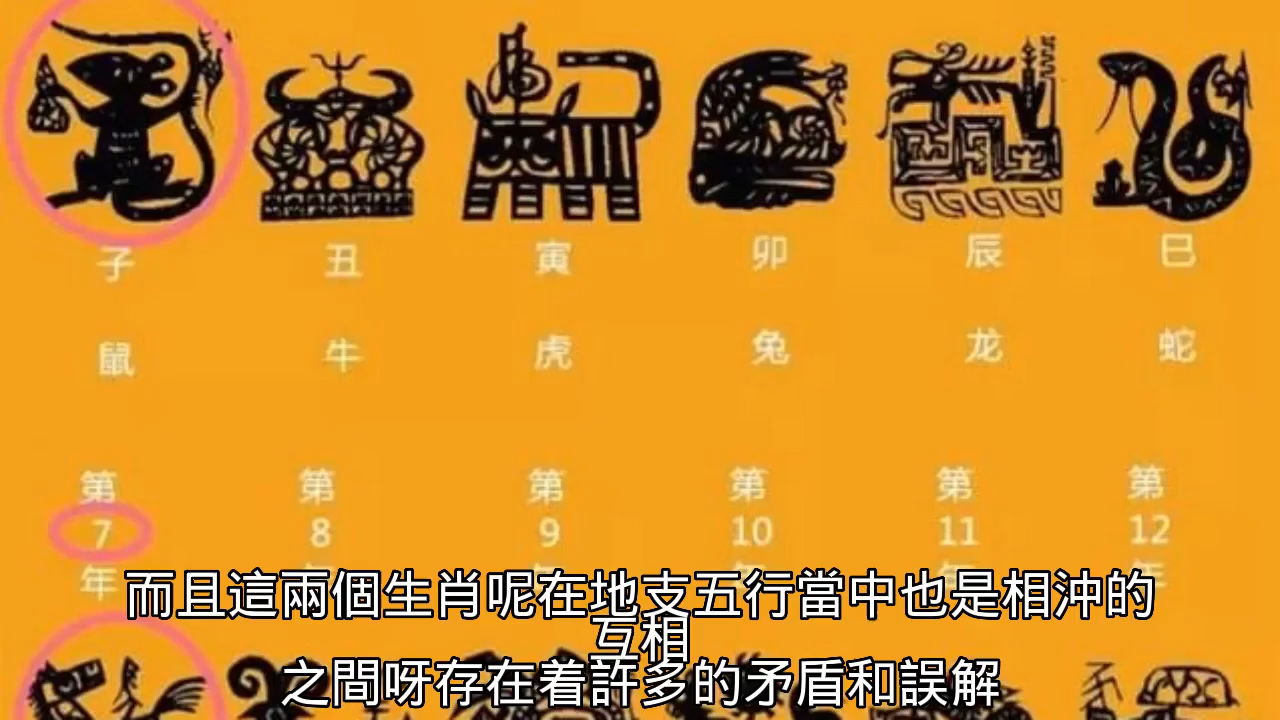 子 丑 寅 卯 辰 巳
鼠 牛 虎 兔 龙 蛇
第 第 第 第 第 第
7 8 9 10 11 12
年
而且這兩個生肖呢在地支五行當中也是相沖的
互相
之間呀存在着許多的矛盾和誤解